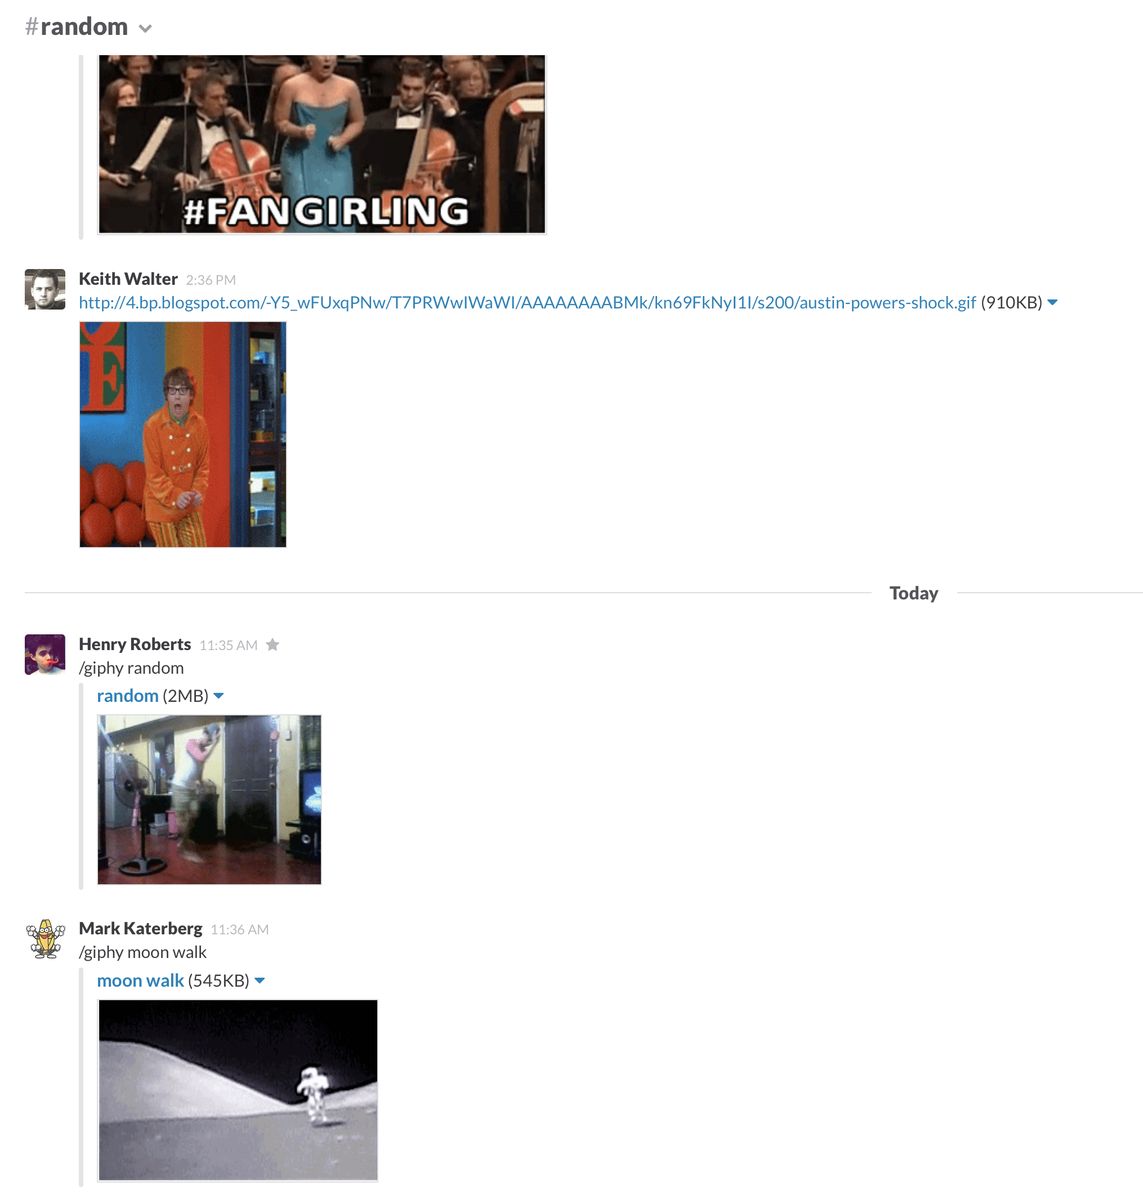 #random
#FANGIRLING
Keith Walter 2:36 PM
http://4.bp.blogspot.com/-Y5_wFUxqPNw/T7PRWwIWaWI/AAAAAAAABMk/kn69FkNyI1I/s200/austin-powers-shock.gif (910KB)
Today
Henry Roberts 11:35 AM
/giphy random
random (2MB)
Mark Katerberg 11:36 AM
/giphy moon walk
moon walk (545KB)